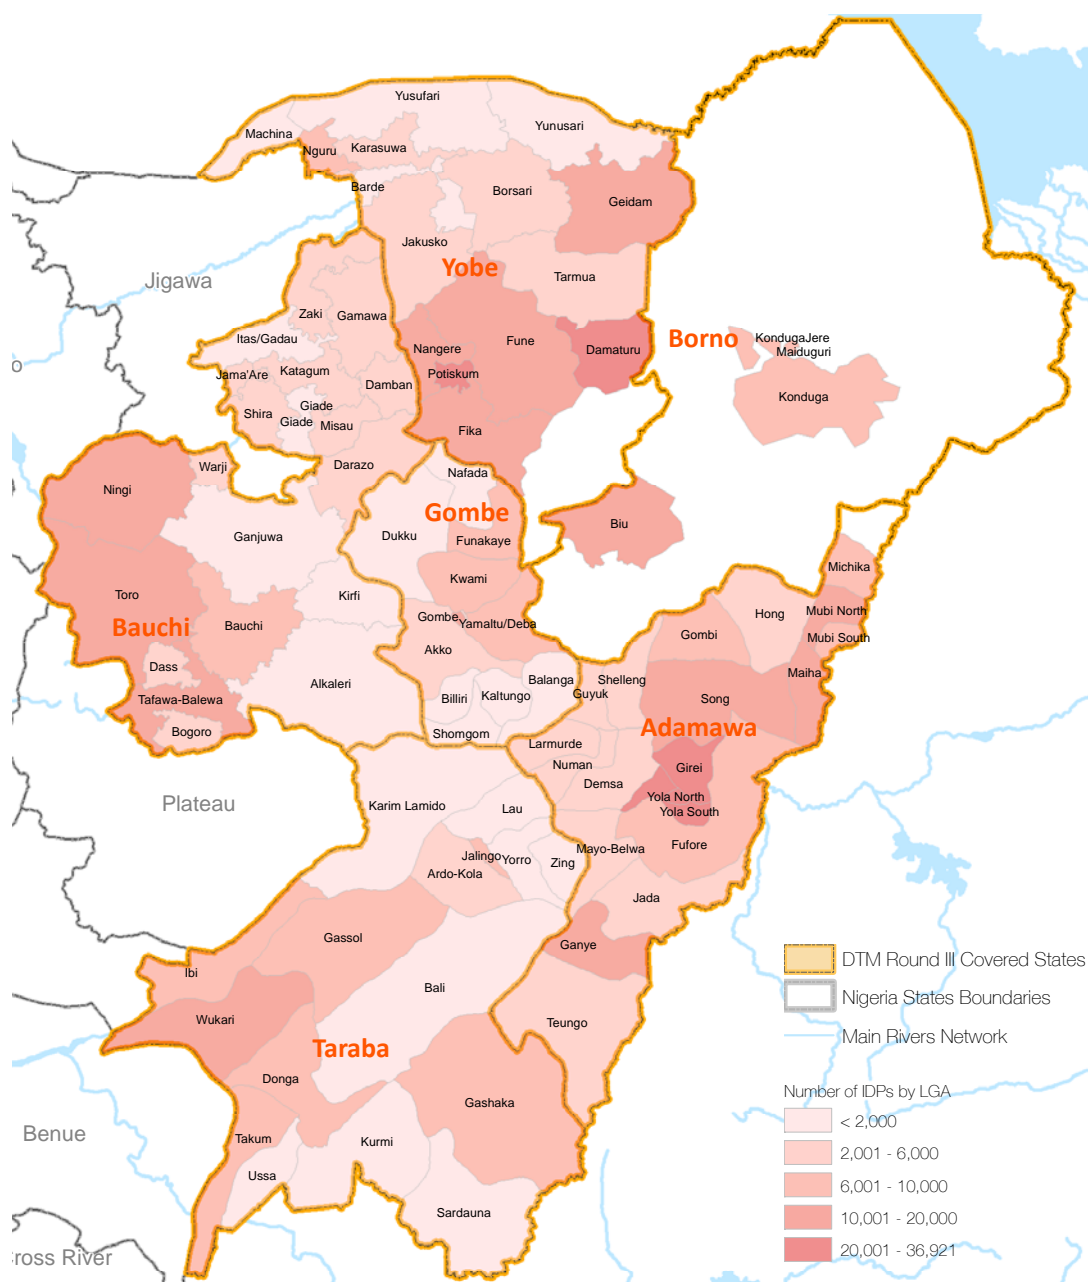 Yusufari
Yunusari
Machina
Nguru
Karasuwa
Barde
Borsari
Geidam
Jakusko
Yobe
Tarmua
Jigawa
Zaki
Gamawa
Itas/Gadau
Fune
Damaturu
Borno
KondugaJere
Maiduguri
Nangere
Katagum
Jama'Are
Potiskum
Damban
Konduga
Giade
Shira
Giade
Misau
Fika
Warji
Darazo
Nafada
Ningi
Gombe
Biu
Ganjuwa
Dukku
Funakaye
Michika
Kwami
Toro
Kirfi
Hong
Mubi North
Gombe
Yamaltu/Deba
Bauchi
Bauchi
Gombi
Mubi South
Akko
Dass
Maiha
Alkaleri
Balanga
Shelleng
Billiri
Kaltungo
Guyuk
Song
Tafawa-Balewa
Adamawa
Bogoro
Shomgom
Larmurde
Numan
Girei
Demsa
Plateau
Yola North
Karim Lamido
Lau
Yola South
Fufore
Mayo-Belwa
Jalingo
Yorro
Zing
Ardo-Kola
Jada
Gassol
Ganye
Ibi
Bali
Wukari
Teungo
Taraba
Donga
Gashaka
Benue
Takum
Kurmi
Ussa
Sardauna
ross River
o
DTM Round III Covered States
Nigeria States Boundaries
Main Rivers Network
Number of IDPs by LGA
< 2,000
2,001 - 6,000
6,001 - 10,000
10,001 - 20,000
20,001 - 36,921